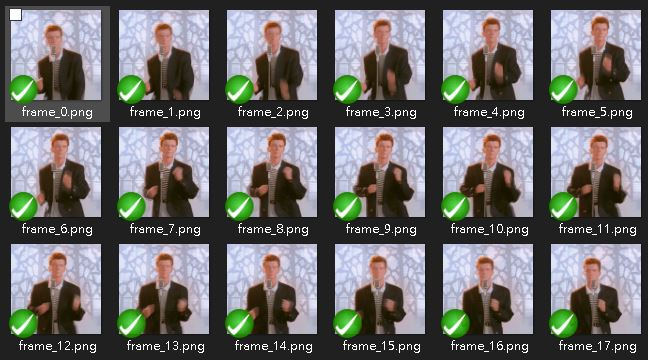 frame_0.png
frame_1.png
frame_2.png
frame_3.png
frame_4.png
frame_5.png
frame_6.png
frame_7.png
frame_8.png
frame_9.png
frame_10.png
frame_11.png
frame_12.png
frame_13.png
frame_14.png
frame_15.png
frame_16.png
frame_17.png